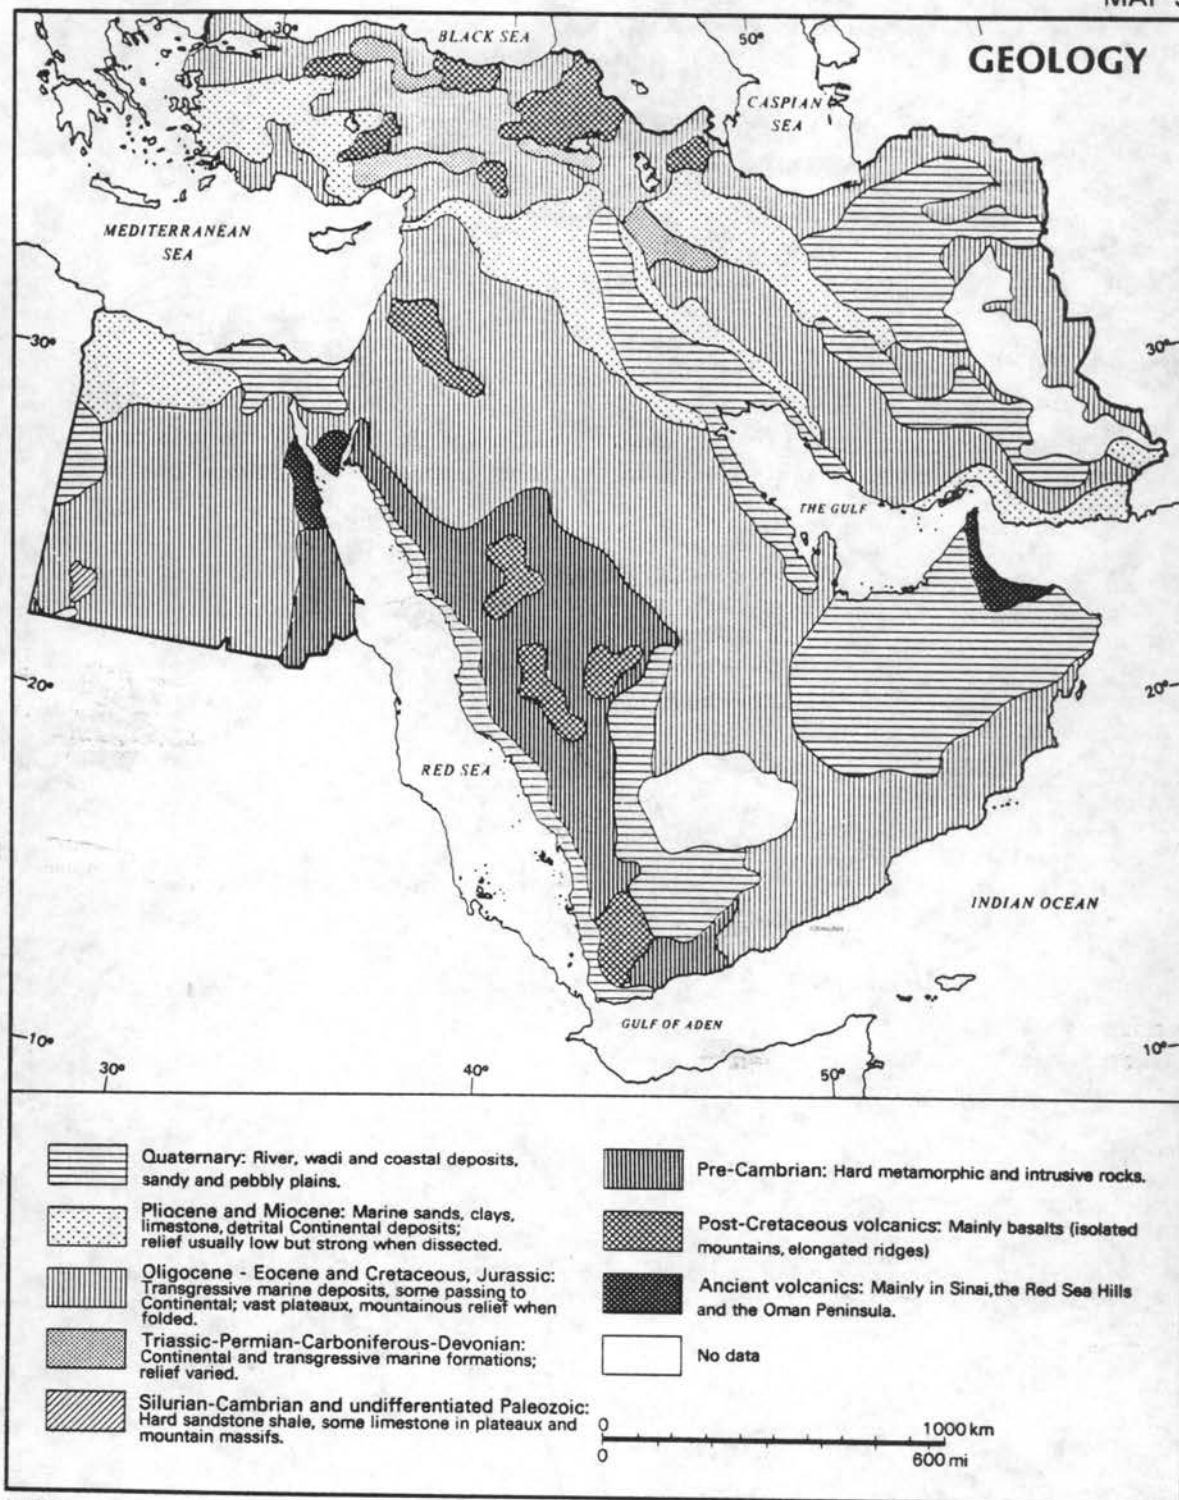 MAP
GEOLOGY
30°
BLACK SEA
50°
CASPIAN
SEA
MEDITERRANEAN
SEA
30°
30°
THE GULF
20°
20°
RED SEA
INDIAN OCEAN
GULF OF ADEN
10°
10°
30°
40°
50°
Quaternary: River, wadi and coastal deposits,
sandy and pebbly plains.
Pliocene and Miocene: Marine sands, clays,
limestone, detrital Continental deposits;
relief usually low but strong when dissected.
Oligocene - Eocene and Cretaceous, Jurassic:
Transgressive marine deposits, some passing to
Continental; vast plateaux, mountainous relief when
folded.
Triassic-Permian-Carboniferous-Devonian:
Continental and transgressive marine formations;
relief varied.
Silurian-Cambrian and undifferentiated Paleozoic:
Hard sandstone shale, some limestone in plateaux and
mountain massifs.
Pre-Cambrian: Hard metamorphic and intrusive rocks.
Post-Cretaceous volcanics: Mainly basalts (isolated
mountains, elongated ridges)
Ancient volcanics: Mainly in Sinai, the Red Sea Hills
and the Oman Peninsula.
No data
0 1000 km
0 600 mi